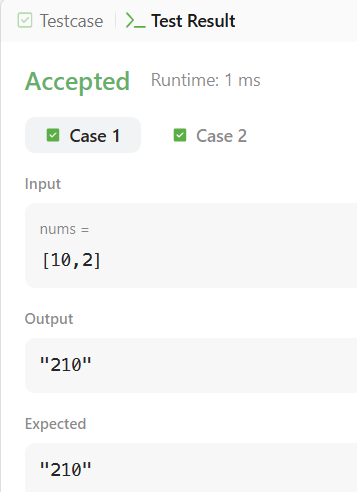 Testcase Test Result
Accepted Runtime: 1 ms
Case 1 Case 2
Input
nums =
[10,2]
Output
"210"
Expected
"210"